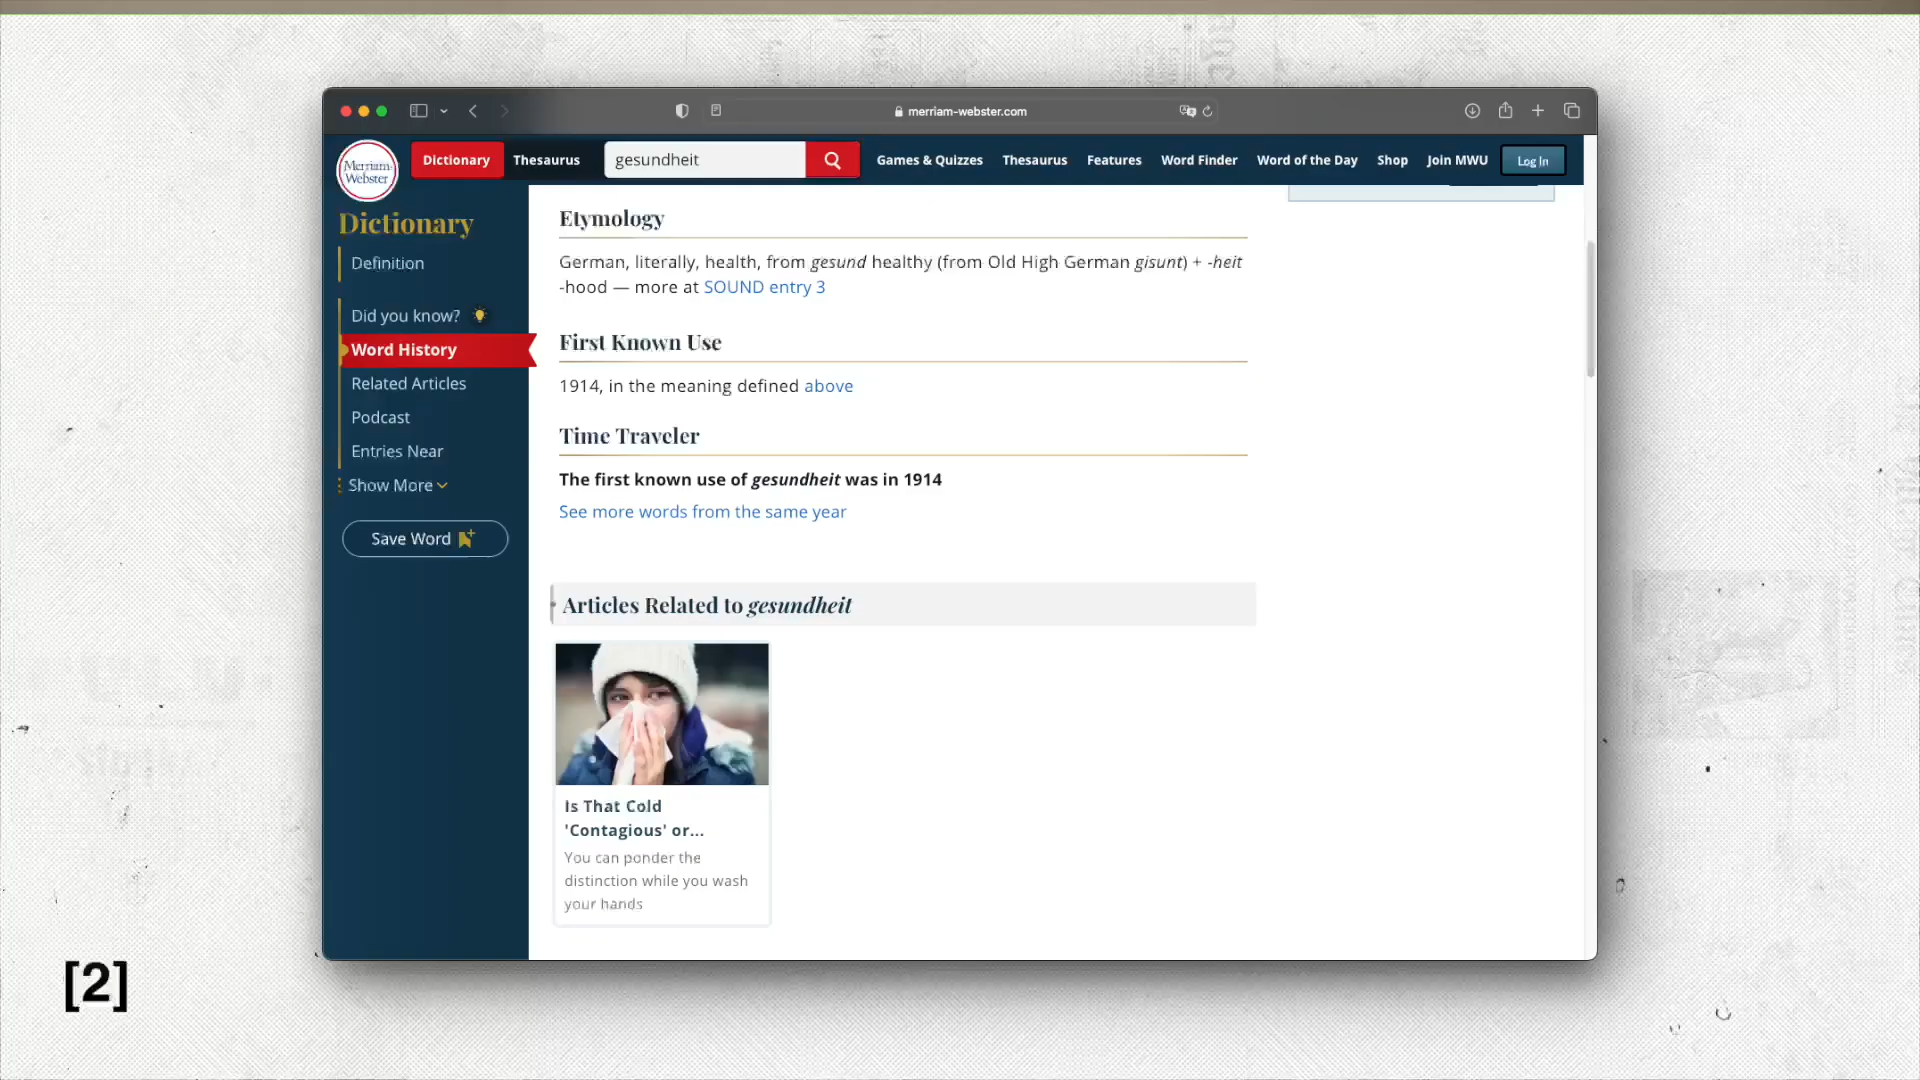 merriam-webster.com
Merriam-
Webster
Dictionary
Thesaurus
gesundheit
Games & Quizzes
Thesaurus
Features
Word Finder
Word of the Day
Shop
Join MWU
Log In
Dictionary
Definition
Did you know?
Word History
Related Articles
Podcast
Entries Near
Show More
Save Word
Etymology
German, literally, health, from gesund healthy (from Old High German gisunt) + -heit
-hood — more at SOUND entry 3
First Known Use
1914, in the meaning defined above
Time Traveler
The first known use of gesundheit was in 1914
See more words from the same year
Articles Related to gesundheit
Is That Cold
'Contagious' or...
You can ponder the
distinction while you wash
your hands
[2]